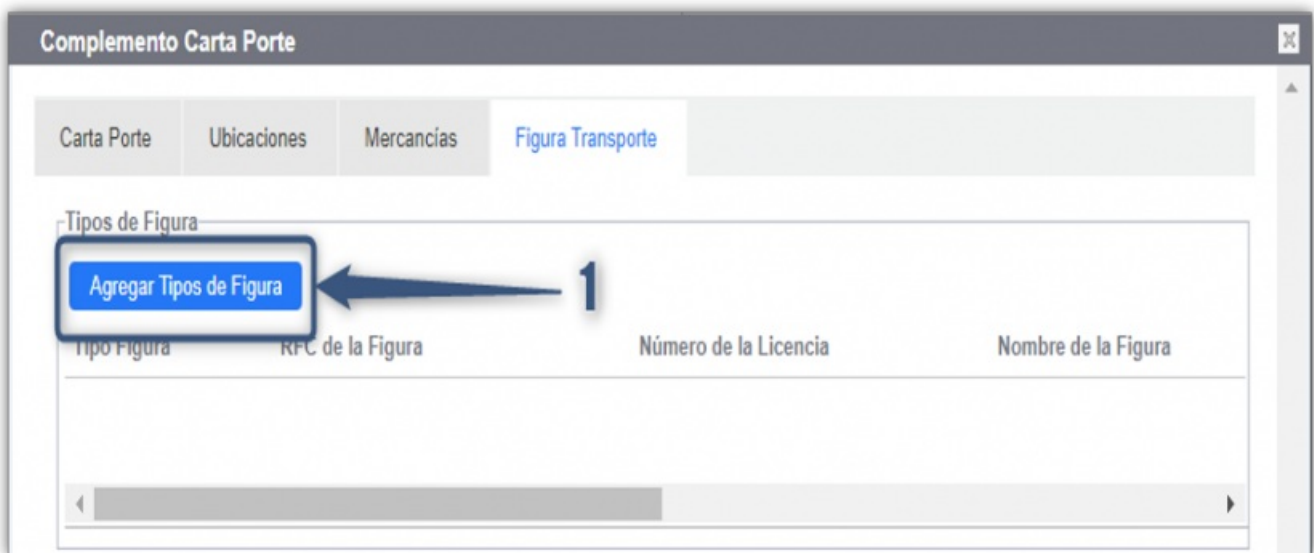 Complemento Carta Porte
Carta Porte Ubicaciones Mercancías Figura Transporte
Tipos de Figura
Agregar Tipos de Figura
1
Tipo Figura RFC de la Figura Número de la Licencia Nombre de la Figura